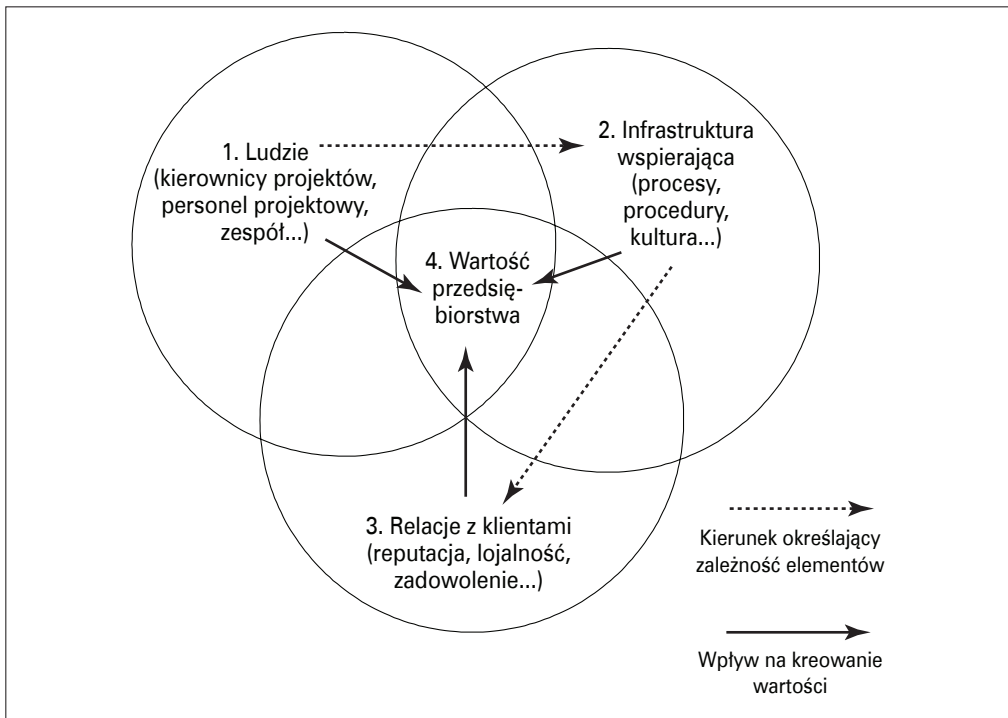 1. Ludzie
(kierownicy projektów,
personel projektowy,
zespół...)
2. Infrastruktura
wspierająca
(procesy,
procedury,
kultura...)
4. Wartość
przedsię-
biorstwa
3. Relacje z klientami
(reputacja, lojalność,
zadowolenie...)
Kierunek określający
zależność elementów
Wpływ na kreowanie
wartości